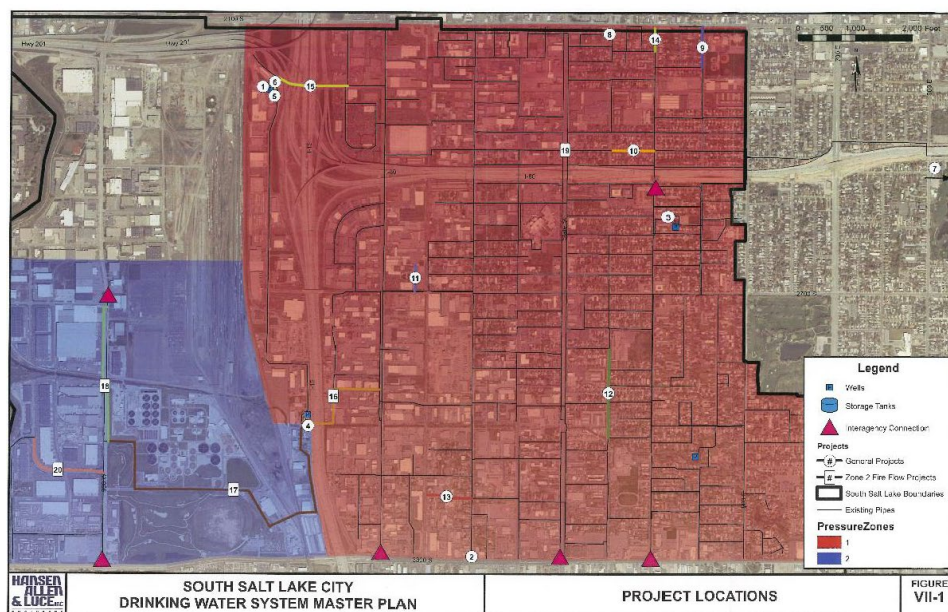 2100 S
Hwy 201
Hwy 201
0 500 1,000 2,000 Feet
8
14
9
1
6
5
15
19
10
7
I-80
I-80
3
11
2700 S
18
16
12
4
20
17
13
3300 S
2
Legend
Wells
Storage Tanks
Interagency Connection
Projects
# General Projects
# Zone 2 Fire Flow Projects
South Salt Lake Boundaries
Existing Pipes
PressureZones
1
2
HANSEN
ALLEN
& LUCE INC
ENGINEERS
SOUTH SALT LAKE CITY
DRINKING WATER SYSTEM MASTER PLAN
PROJECT LOCATIONS
FIGURE
VII-1